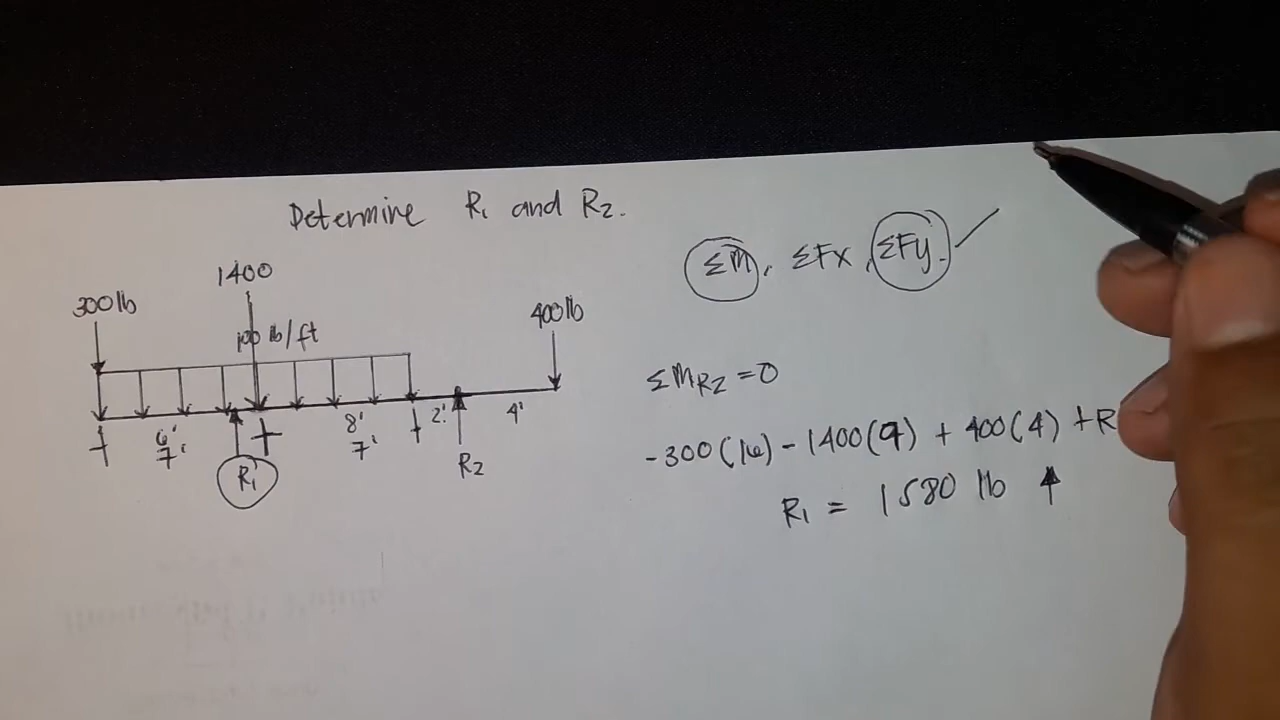 Determine R1 and R2.
ΣM, ΣFx, ΣFy.
1400
300 lb
100 lb/ft
400 lb
6'
8'
2'
4'
7'
7'
R1
R2
ΣMR2 = 0
-300(16) - 1400(9) + 400(4) + R
R1 = 1580 lb ↑